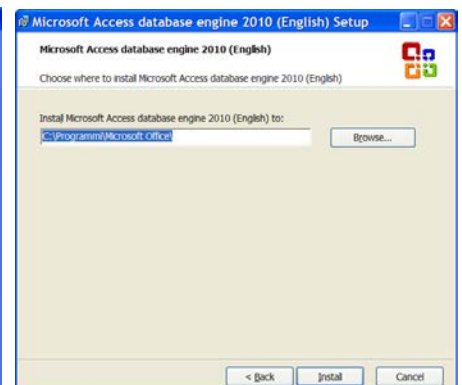 Microsoft Access database engine 2010 (English) Setup
Microsoft Access database engine 2010 (English)
Choose where to install Microsoft Access database engine 2010 (English)
Install Microsoft Access database engine 2010 (English) to:
C:\Programmi\Microsoft Office\
Browse...
< Back
Install
Cancel